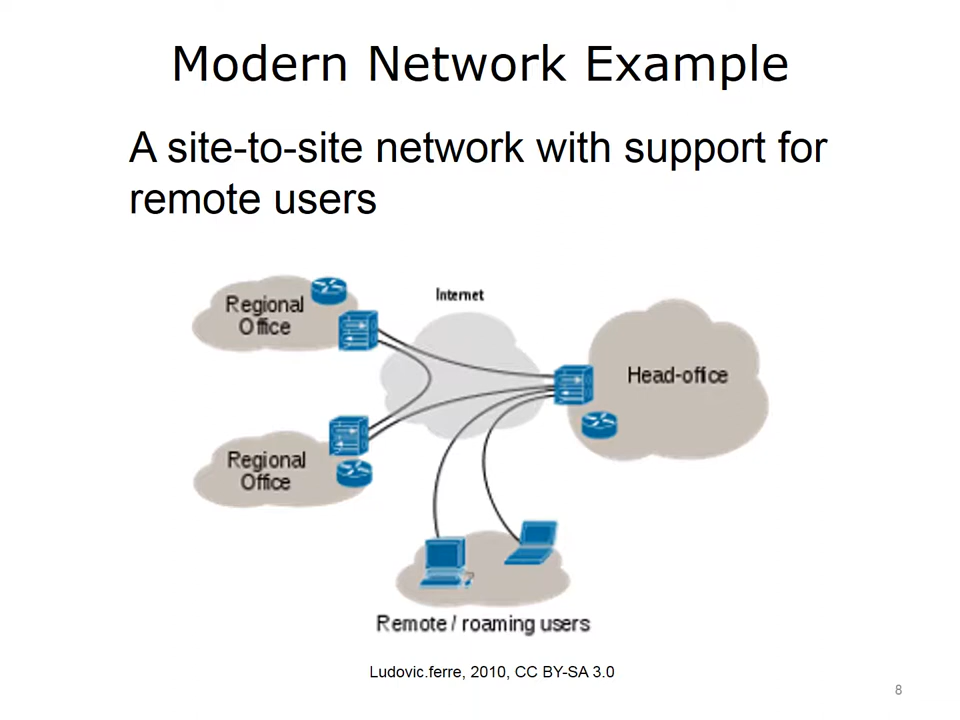 Modern Network Example
A site-to-site network with support for
remote users
Regional
Office
Internet
Head-office
Regional
Office
Remote / roaming users
Ludovic.ferre, 2010, CC BY-SA 3.0
8